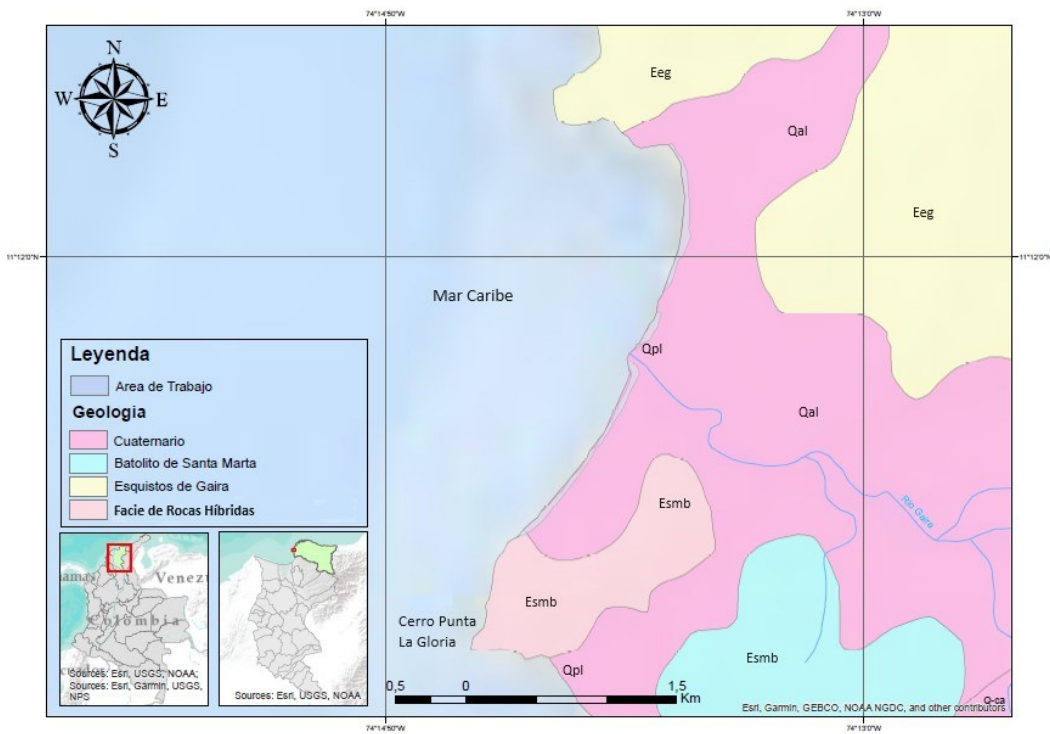 74°14'50"W
74°13'0"W
N
W
E
S
Eeg
Qal
Eeg
11°12'0"N
11°12'0"N
Mar Caribe
Qpl
Qal
Leyenda
Area de Trabajo
Geologia
Cuaternario
Batolito de Santa Marta
Esquistos de Gaira
Facie de Rocas Híbridas
Esmb
Rio Gaira
Esmb
Cerro Punta
La Gloria
Esmb
Qpl
Venezu
Colombia
Sources: Esri, USGS, NOAA;
Sources: Esri, Garmin, USGS,
NPS
Sources: Esri, USGS, NOAA
0,5
0
1,5
Km
Q-ca
Esri, Garmin, GEBCO, NOAA NGDC, and other contributors
74°14'50"W
74°13'0"W